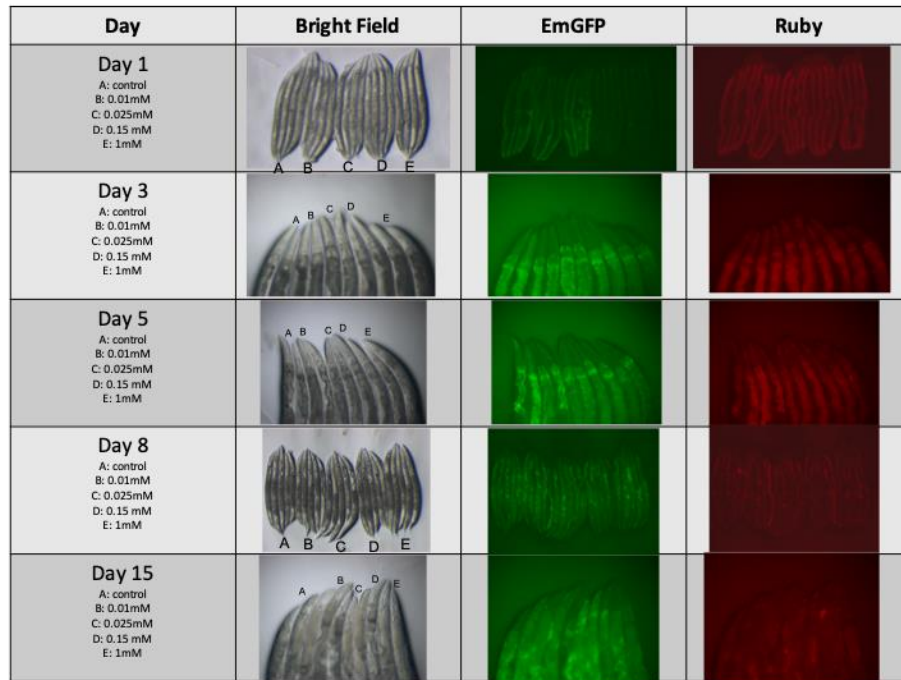 Day Bright Field EmGFP Ruby
Day 1
A: control
B: 0.01mM
C: 0.025mM
D: 0.15 mM
E: 1mM
A B C D E
Day 3
A: control
B: 0.01mM
C: 0.025mM
D: 0.15 mM
E: 1mM
A B C D E
Day 5
A: control
B: 0.01mM
C: 0.025mM
D: 0.15 mM
E: 1mM
A B C D E
Day 8
A: control
B: 0.01mM
C: 0.025mM
D: 0.15 mM
E: 1mM
A B C D E
Day 15
A: control
B: 0.01mM
C: 0.025mM
D: 0.15 mM
E: 1mM
A B C D E